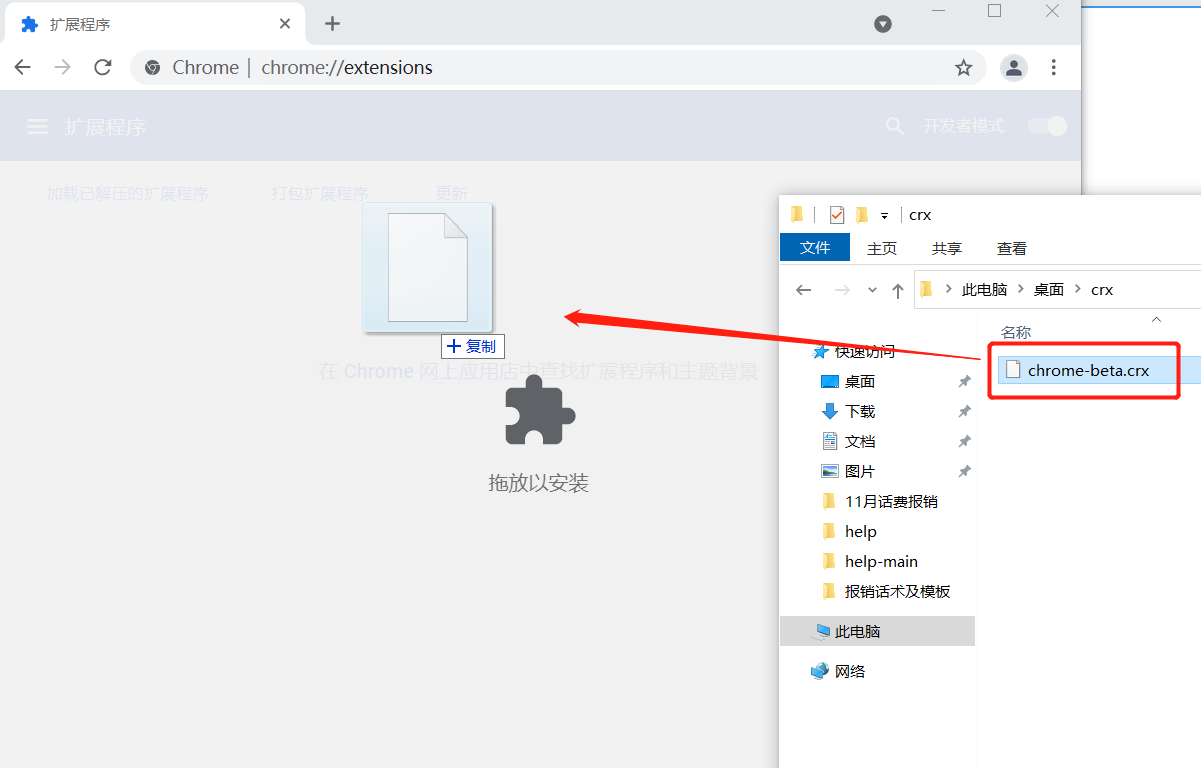 扩展程序
Chrome | chrome://extensions
扩展程序
开发者模式
加载已解压的扩展程序
打包扩展程序
更新
复制
在 Chrome 网上应用店中查找扩展程序和主题背景
拖放以安装
crx
文件
主页
共享
查看
此电脑
桌面
crx
名称
chrome-beta.crx
快速访问
桌面
下载
文档
图片
11月话费报销
help
help-main
报销话术及模板
此电脑
网络